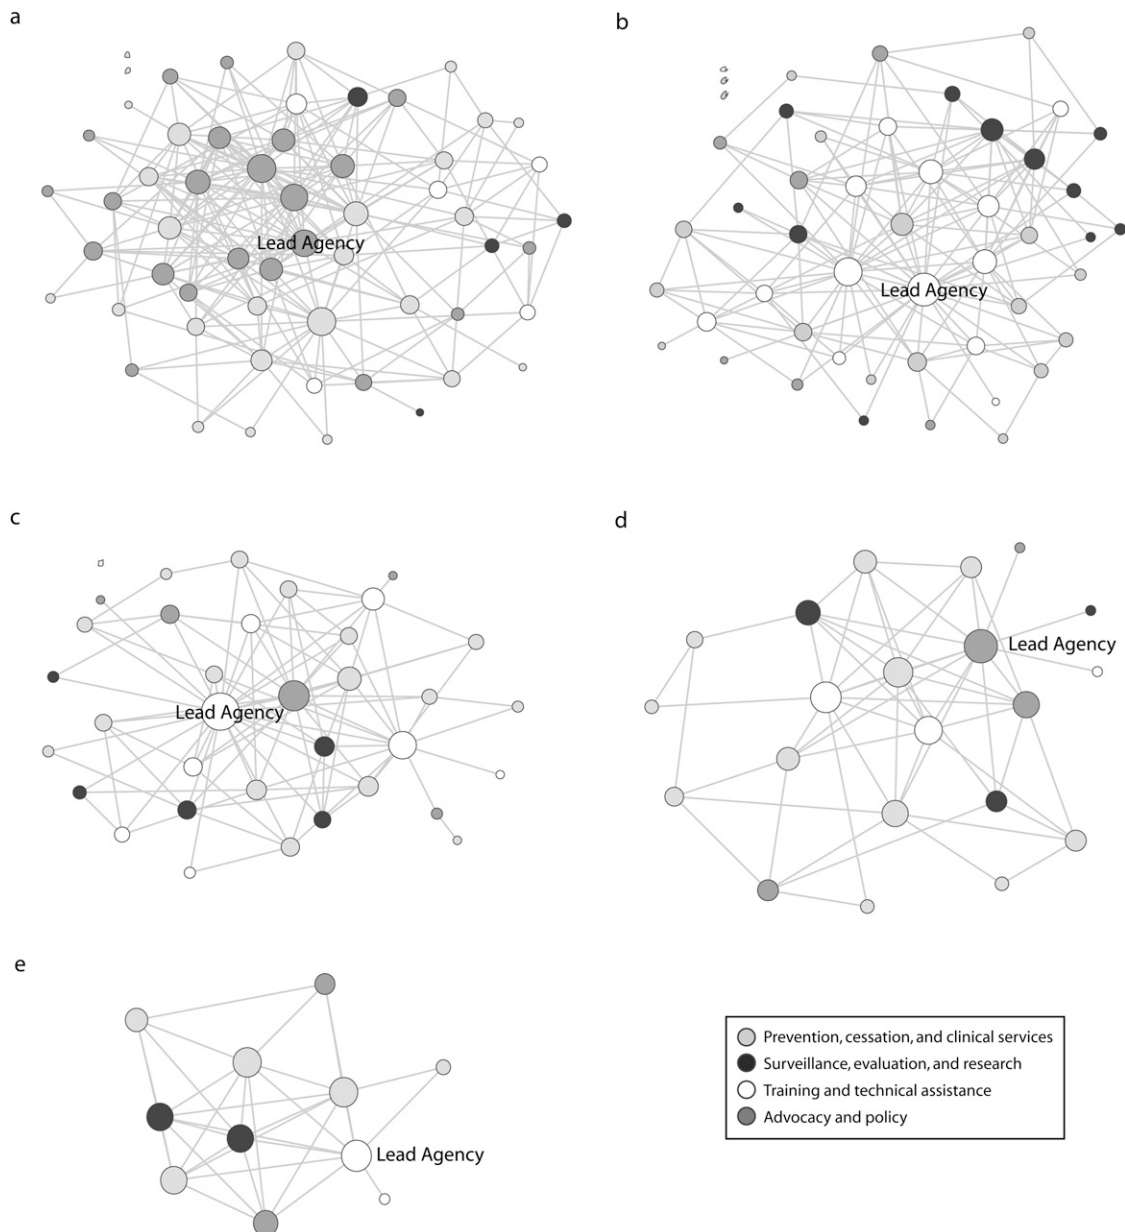 a
b
Lead Agency
Lead Agency
c
d
Lead Agency
Lead Agency
e
Prevention, cessation, and clinical services
Surveillance, evaluation, and research
Training and technical assistance
Advocacy and policy
Lead Agency